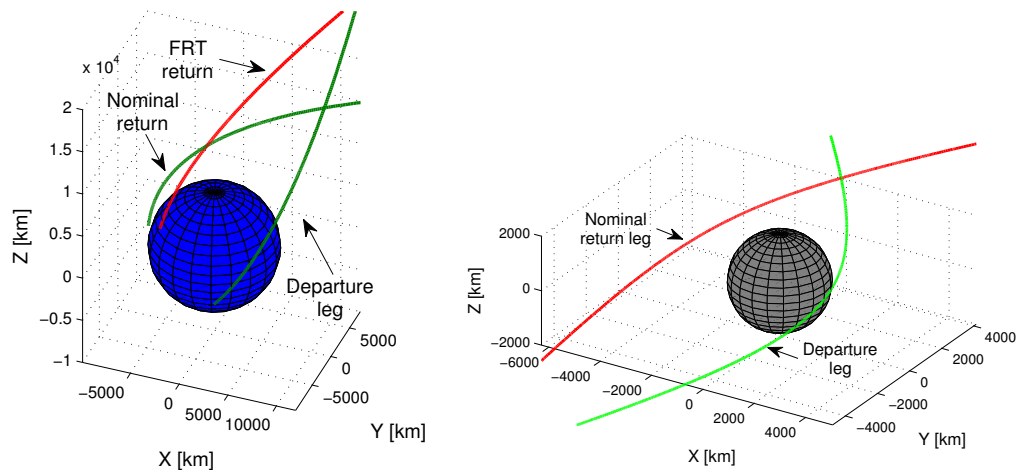 FRT
return
x 10⁴
Nominal
return
2
1.5
1
0.5
0
−0.5
−1
Z [km]
Departure
leg
−5000
0
5000
10000
X [km]
5000
0
−5000
Y [km]
Nominal
return leg
2000
0
−2000
Z [km]
Departure
leg
−6000
−4000
−2000
0
2000
4000
X [km]
4000
2000
0
−2000
−4000
Y [km]